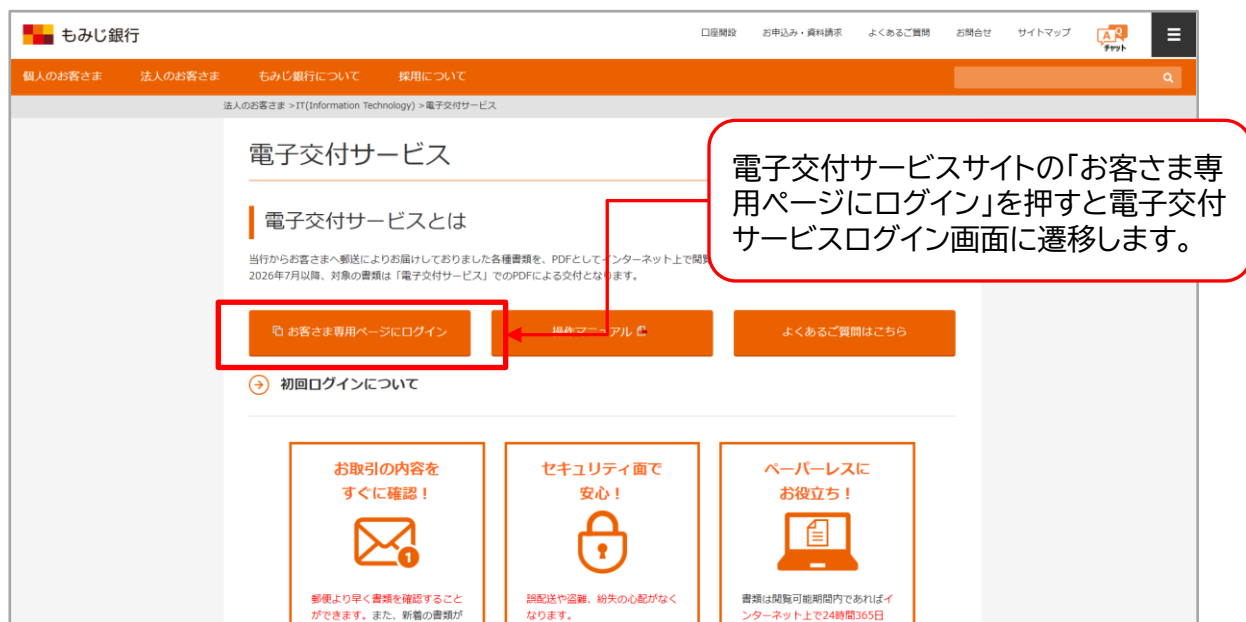 もみじ銀行
口座開設 お申込み・資料請求 よくあるご質問 お問合せ サイトマップ
A Q
チャット
個人のお客さま 法人のお客さま もみじ銀行について 採用について
法人のお客さま >IT(Information Technology) >電子交付サービス
電子交付サービス
電子交付サービスサイトの「お客さま専
用ページにログイン」を押すと電子交付
サービスログイン画面に遷移します。
電子交付サービスとは
当行からお客さまへ郵送によりお届けしておりました各種書類を、PDFとしてインターネット上で閲
2026年7月以降、対象の書類は「電子交付サービス」でのPDFによる交付となります。
お客さま専用ページにログイン
操作マニュアル
よくあるご質問はこちら
初回ログインについて
お取引の内容を
すぐに確認！
1
郵便より早く書類を確認すること
ができます。また、新着の書類が
セキュリティ面で
安心！
誤配送や盗難、紛失の心配がなく
なります。
ペーパーレスに
お役立ち！
書類は閲覧可能期間内であればイ
ンターネット上で24時間365日